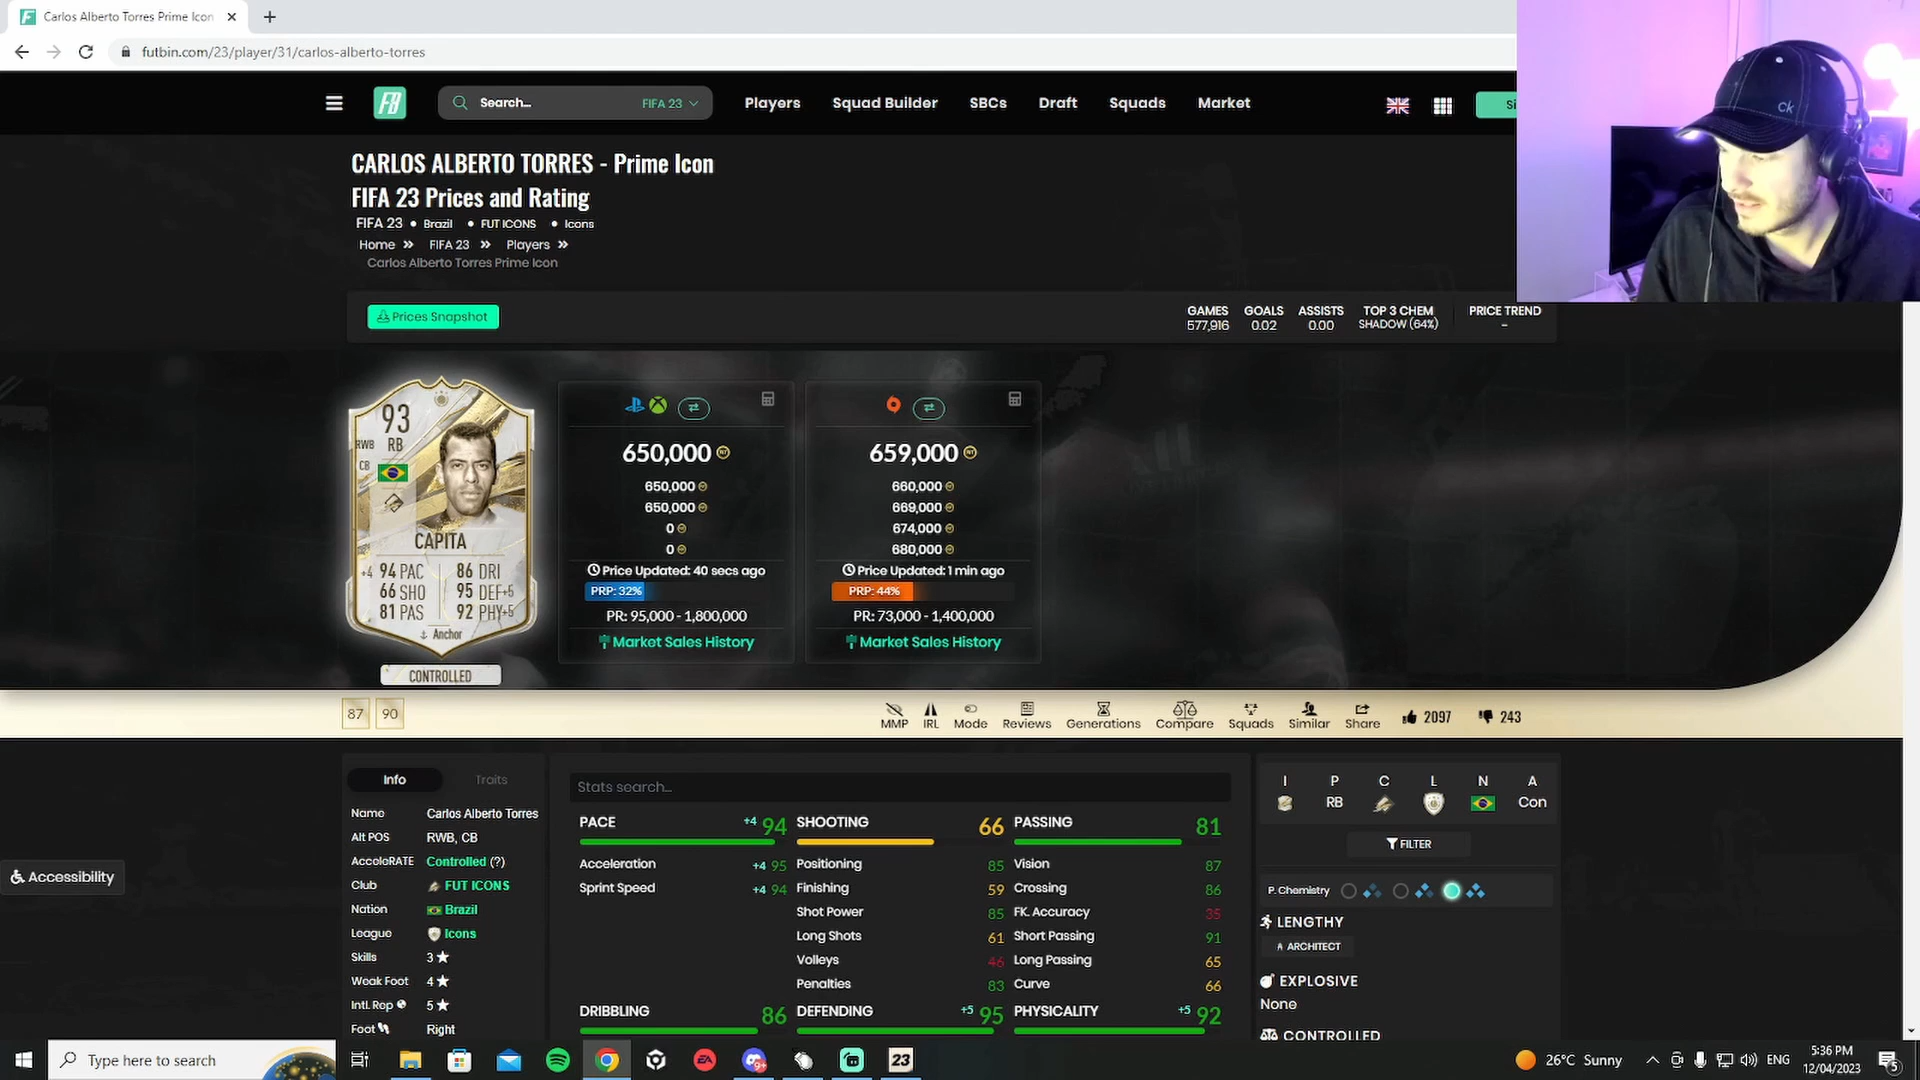 Carlos Alberto Torres Prime Icon
futbin.com/23/player/31/carlos-alberto-torres
FB
Search...
FIFA 23
Players
Squad Builder
SBCs
Draft
Squads
Market
CARLOS ALBERTO TORRES - Prime Icon
FIFA 23 Prices and Rating
FIFA 23 • Brazil • FUT ICONS • Icons
Home » FIFA 23 » Players »
Carlos Alberto Torres Prime Icon
Prices Snapshot
GAMES
577,916
GOALS
0.02
ASSISTS
0.00
TOP 3 CHEM
SHADOW (64%)
PRICE TREND
-
93
RB
RWB
CB
CAPITA
+4 94 PAC
66 SHO
81 PAS
86 DRI
95 DEF+5
92 PHY+5
Anchor
CONTROLLED
650,000
650,000
650,000
0
0
Price Updated: 40 secs ago
PRP: 32%
PR: 95,000 - 1,800,000
Market Sales History
659,000
660,000
669,000
674,000
680,000
Price Updated: 1 min ago
PRP: 44%
PR: 73,000 - 1,400,000
Market Sales History
87
90
MMP
IRL
Mode
Reviews
Generations
Compare
Squads
Similar
Share
2097
243
Info
Traits
Name Carlos Alberto Torres
Alt POS RWB, CB
AcceleRATE Controlled (?)
Club FUT ICONS
Nation Brazil
League Icons
Skills 3
Weak Foot 4
Intl. Rep 5
Foot Right
Stats search...
PACE +4 94
Acceleration +4 95
Sprint Speed +4 94
SHOOTING 66
Positioning 85
Finishing 59
Shot Power 85
Long Shots 61
Volleys 46
Penalties 83
PASSING 81
Vision 87
Crossing 86
FK. Accuracy 35
Short Passing 91
Long Passing 65
Curve 66
DRIBBLING 86
DEFENDING +5 95
PHYSICALITY +5 92
I P C L N A
RB Con
FILTER
P. Chemistry
LENGTHY
ARCHITECT
EXPLOSIVE
None
CONTROLLED
Accessibility
ck
Type here to search
EA
9+
23
26°C Sunny
ENG
5:36 PM
12/04/2023
5